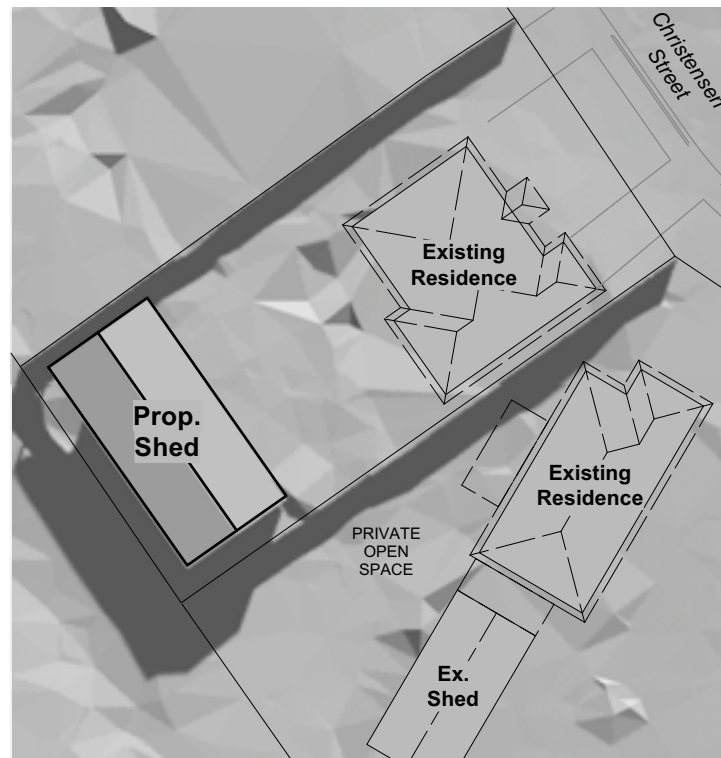 Christensen
Street
Existing
Residence
Prop.
Shed
Existing
Residence
PRIVATE
OPEN
SPACE
Ex.
Shed